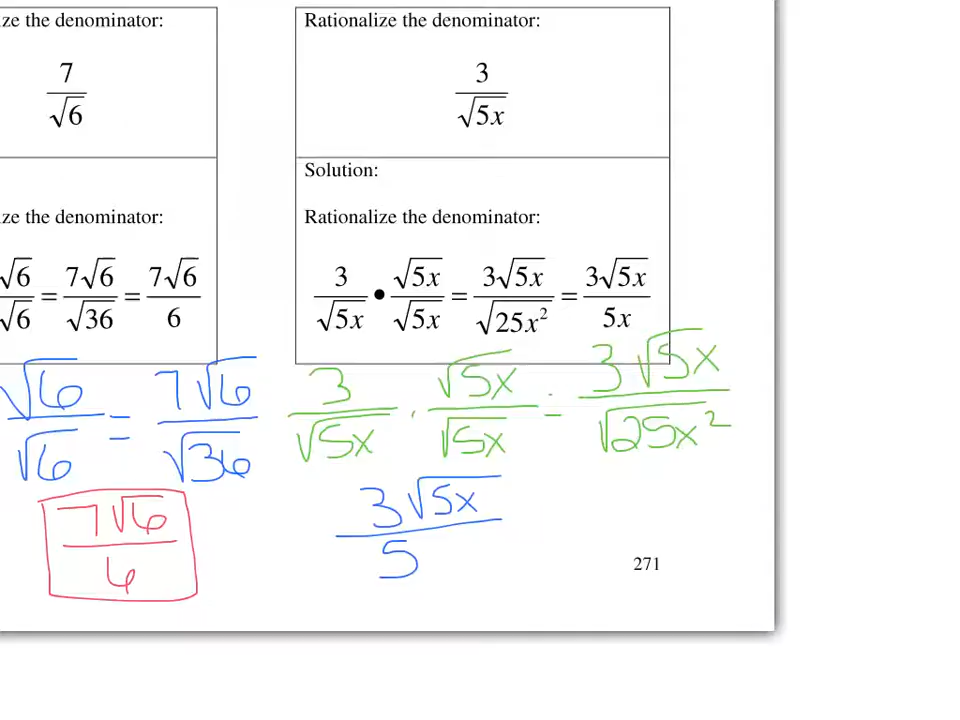 ze the denominator:
7/√6
ze the denominator:
√6/√6 = 7√6/√36 = 7√6/6
√6/√6 = 7√6/√36
7√6/6
Rationalize the denominator:
3/√5x
Solution:
Rationalize the denominator:
3/√5x • √5x/√5x = 3√5x/√25x² = 3√5x/5x
3/√5x · √5x/√5x = 3√5x/√25x²
3√5x/5
271